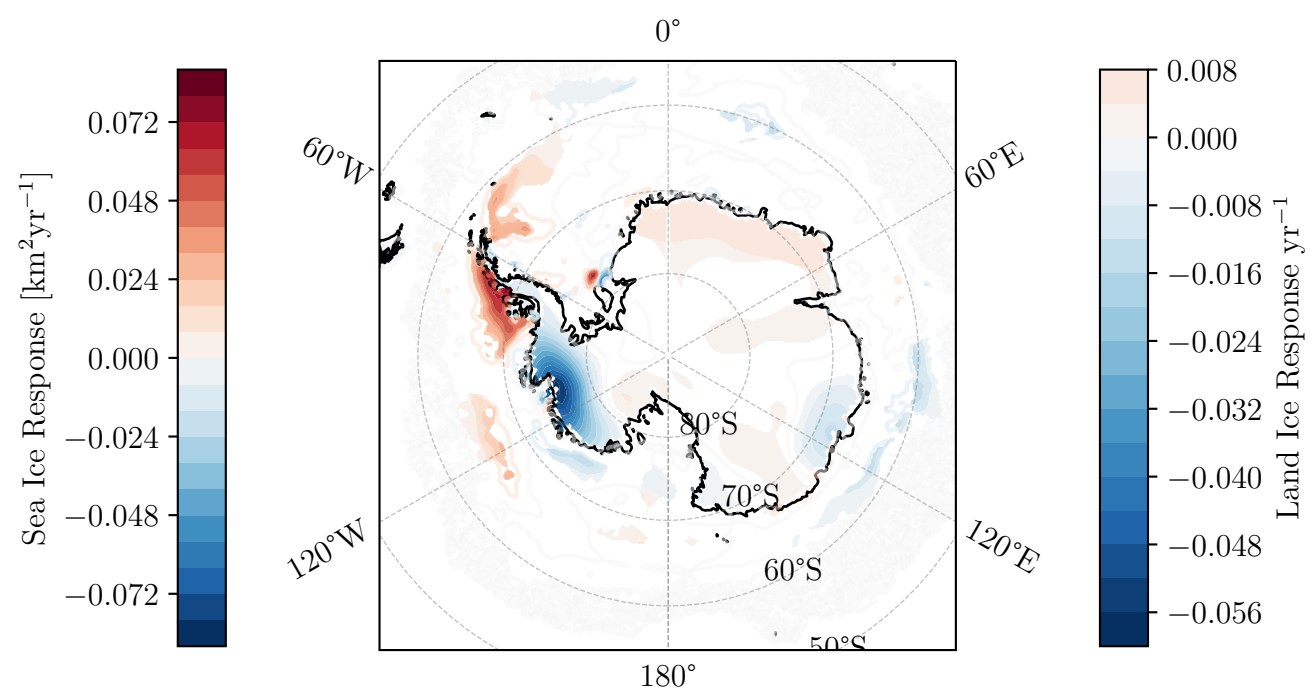 0°
60°W
60°E
120°W
120°E
180°
80°S
70°S
60°S
50°S
Sea Ice Response [km²yr⁻¹]
0.072
0.048
0.024
0.000
−0.024
−0.048
−0.072
0.008
0.000
−0.008
−0.016
−0.024
−0.032
−0.040
−0.048
−0.056
Land Ice Response yr⁻¹